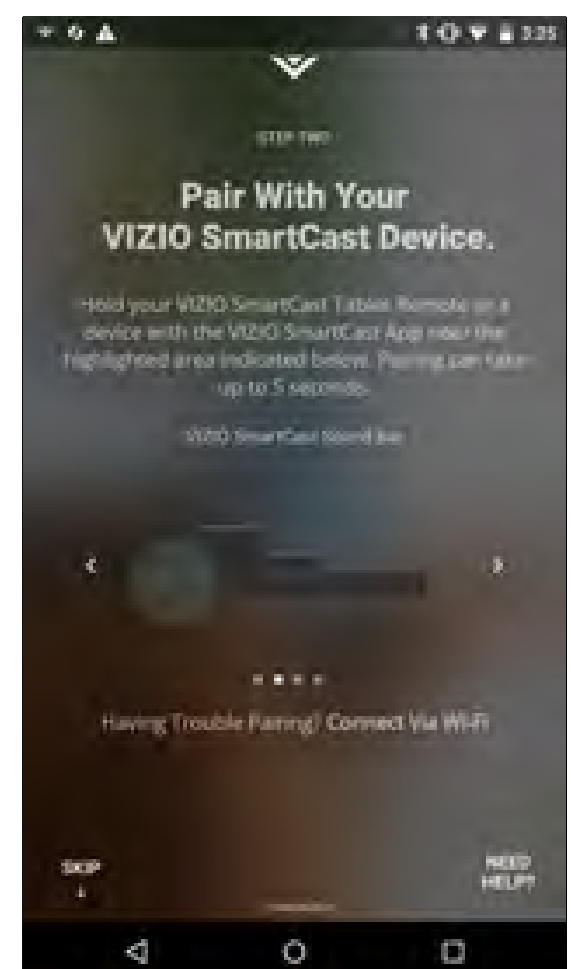 3:35
STEP TWO
Pair With Your
VIZIO SmartCast Device.
Hold your VIZIO SmartCast Tablet Remote or a
device with the VIZIO SmartCast App near the
highlighted area indicated below. Pairing can take
up to 5 seconds.
VIZIO SmartCast Sound Bar
Having Trouble Pairing? Connect Via Wi-Fi
SKIP
NEED
HELP?